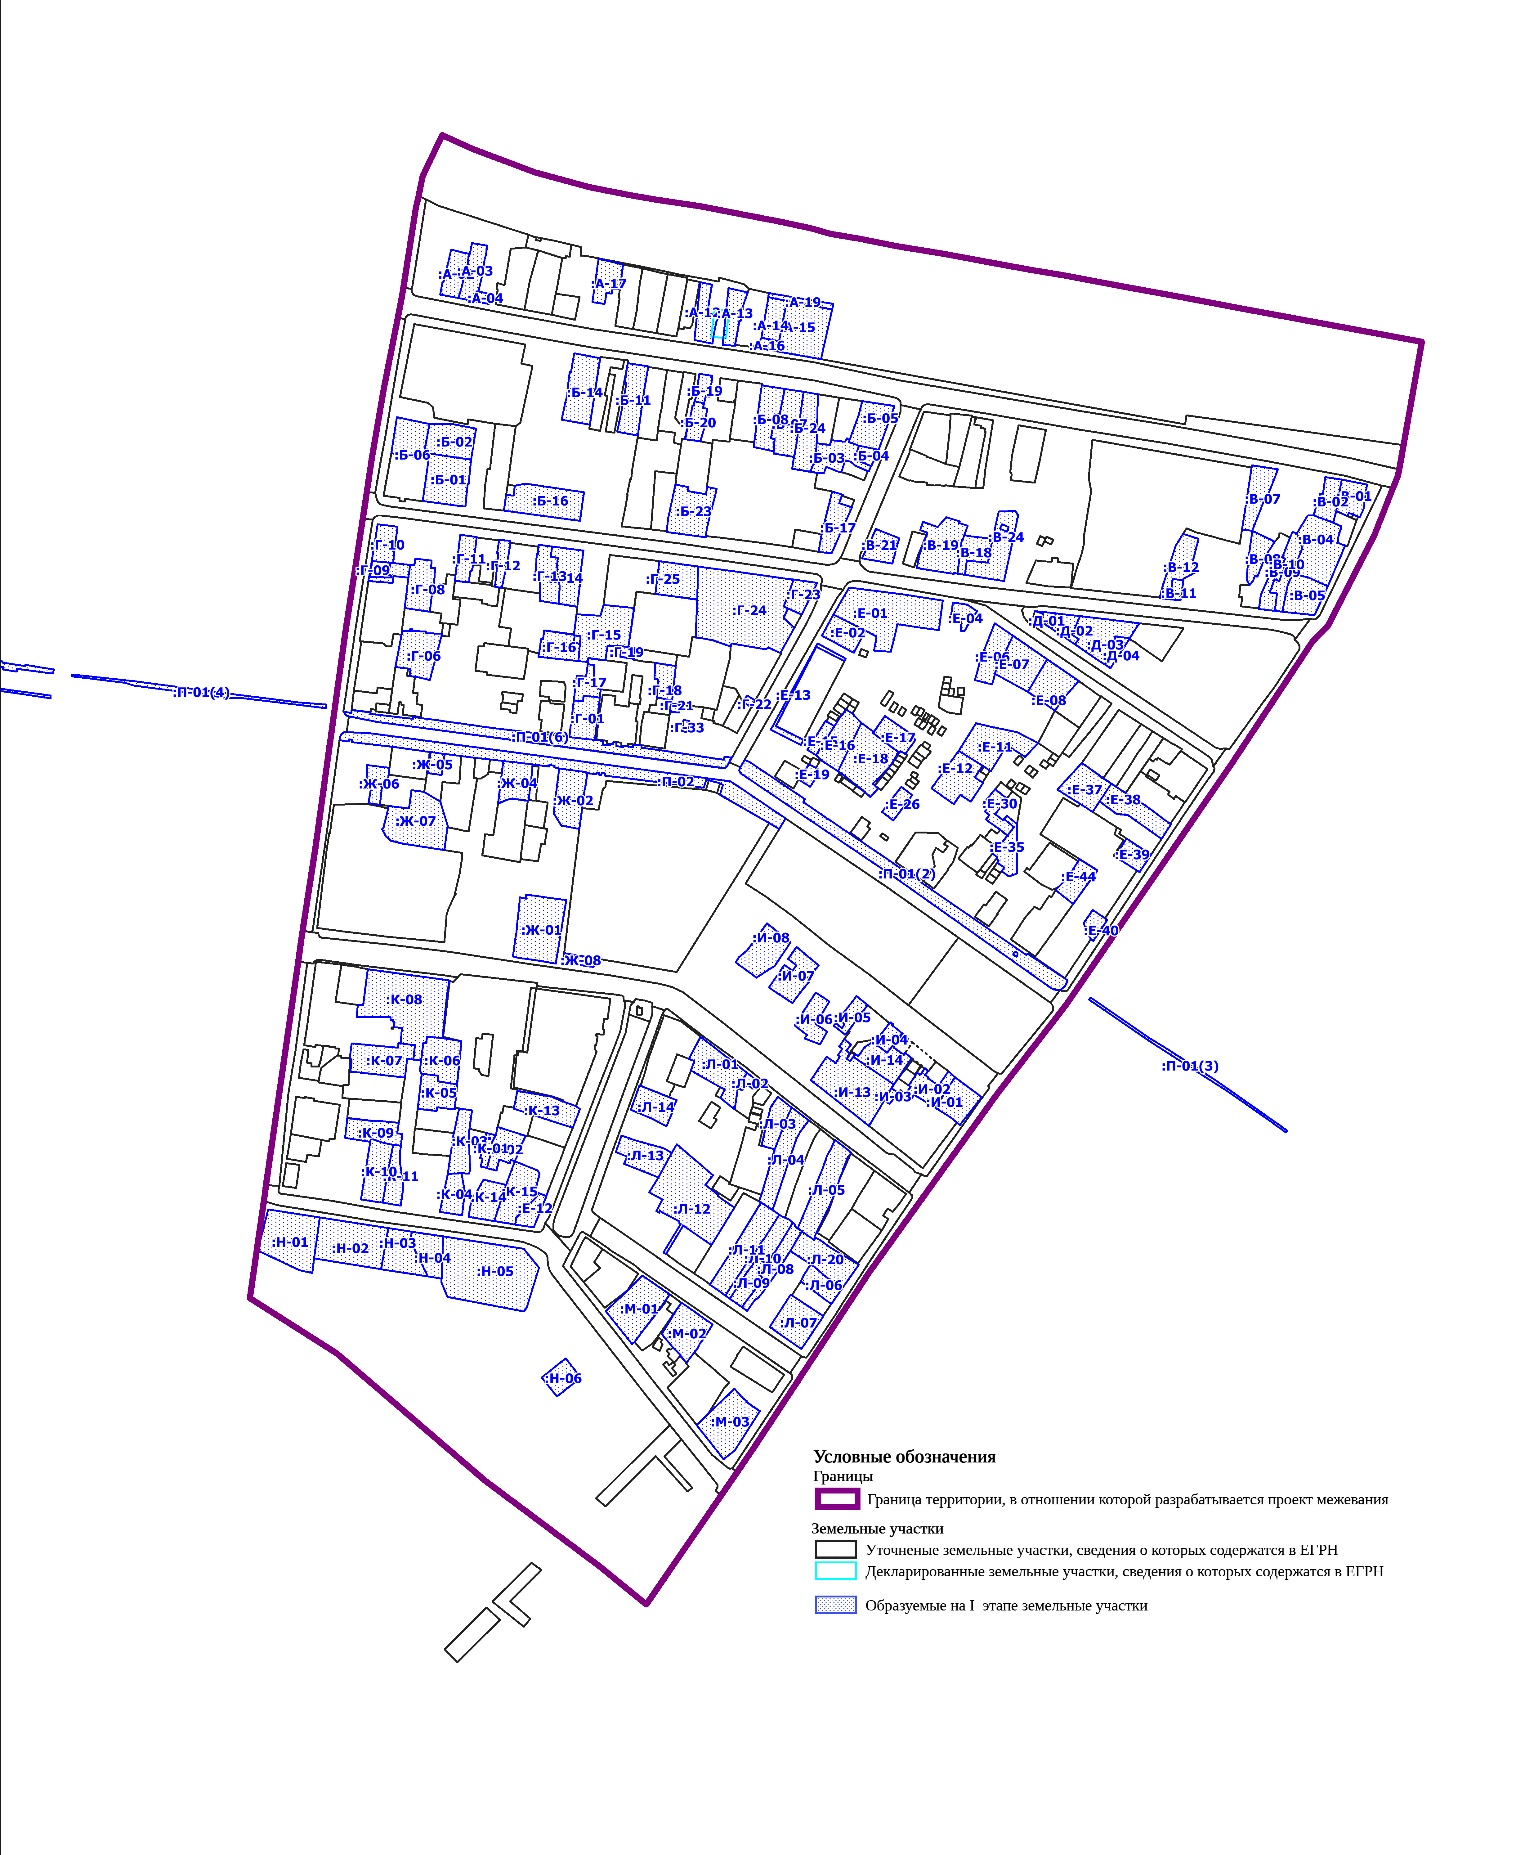 :А-03
:А-04
:А-17
:А-13
:А-19
:А-14
:А-16
:Б-14
:Б-11
:Б-19
:Б-20
:Б-08
:Б-24
:Б-05
:Б-04
:Б-03
:Б-02
:Б-06
:Б-01
:Б-16
:Б-23
:Б-17
:В-07
:В-02
:В-04
:В-10
:В-05
:В-12
:В-11
:В-21
:В-19
:В-18
:В-24
:Г-10
:Г-09
:Г-08
:Г-11
:Г-12
:Г-13
:Г-25
:Г-24
:Г-23
:Г-15
:Г-16
:Г-19
:Г-06
:Г-17
:Г-18
:Г-21
:Г-22
:Г-01
:Г-33
:Д-01
:Д-02
:Д-03
:Д-04
:Е-01
:Е-02
:Е-04
:Е-07
:Е-08
:Е-13
:Е-16
:Е-17
:Е-18
:Е-19
:Е-11
:Е-12
:Е-26
:Е-30
:Е-35
:Е-37
:Е-38
:Е-39
:Е-44
:Е-40
:П-01(4)
:П-01(6)
:П-02
:П-01(2)
:П-01(3)
:Ж-05
:Ж-06
:Ж-04
:Ж-02
:Ж-07
:Ж-01
:Ж-08
:И-08
:И-07
:И-06
:И-05
:И-04
:И-14
:И-13
:И-03
:И-02
:И-01
:К-08
:К-07
:К-06
:К-05
:К-13
:К-09
:К-01
:К-10
:К-04
:К-14
:К-15
:Е-12
:Л-01
:Л-02
:Л-14
:Л-03
:Л-04
:Л-13
:Л-05
:Л-12
:Л-11
:Л-08
:Л-09
:Л-20
:Л-06
:Л-07
:Н-01
:Н-02
:Н-03
:Н-04
:Н-05
:Н-06
:М-01
:М-02
:М-03
Условные обозначения
Границы
Граница территории, в отношении которой разрабатывается проект межевания
Земельные участки
Уточненые земельные участки, сведения о которых содержатся в ЕГРН
Декларированные земельные участки, сведения о которых содержатся в ЕГРН
Образуемые на I этапе земельные участки